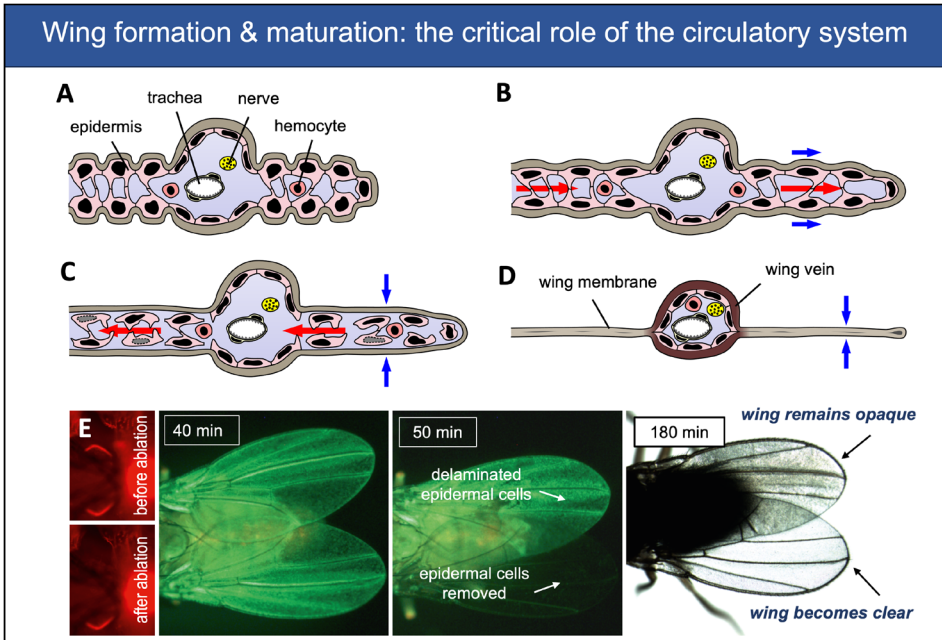 Wing formation & maturation: the critical role of the circulatory system
A
trachea
nerve
epidermis
hemocyte
B
C
D
wing vein
wing membrane
E
before ablation
after ablation
40 min
50 min
delaminated
epidermal cells
epidermal cells
removed
180 min
wing remains opaque
wing becomes clear